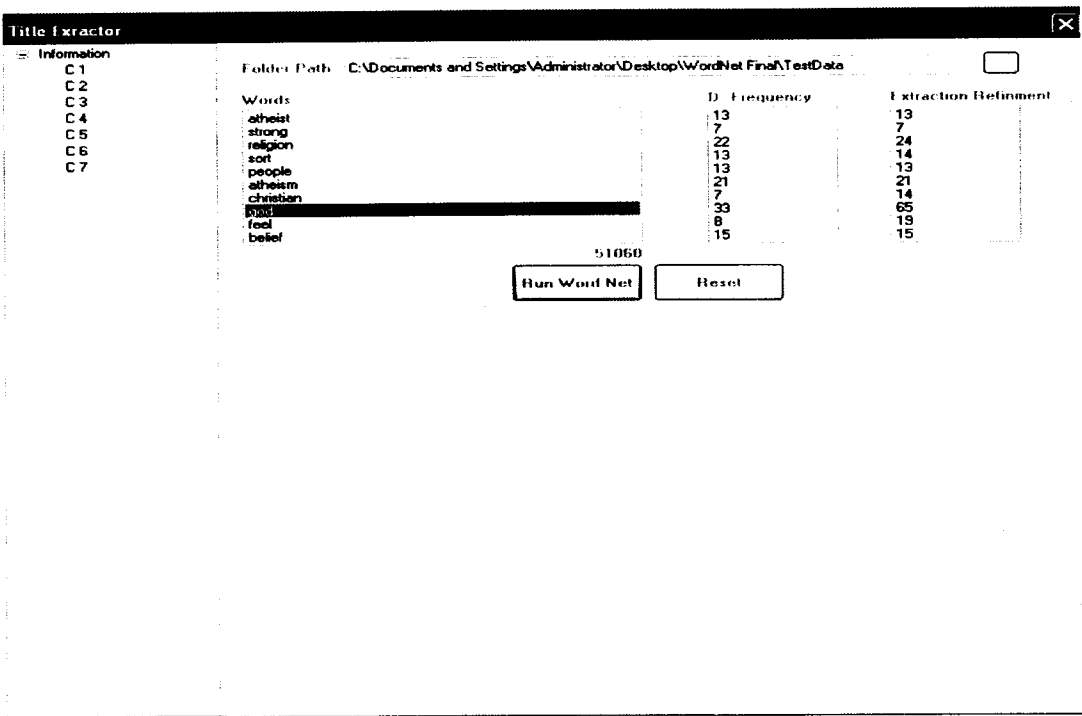 Title Exractor
Information
C 1
C 2
C 3
C 4
C 5
C 6
C 7
Folder Path C:\Documents and Settings\Administrator\Desktop\WordNet Final\TestData
Words D_Frequency Extraction Refinment
atheist 13 13
strong 7 7
religion 22 24
sort 13 14
people 13 13
atheism 21 21
christian 7 14
god 33 65
feel 8 19
belief 15 15
51060
Run Word Net Reset